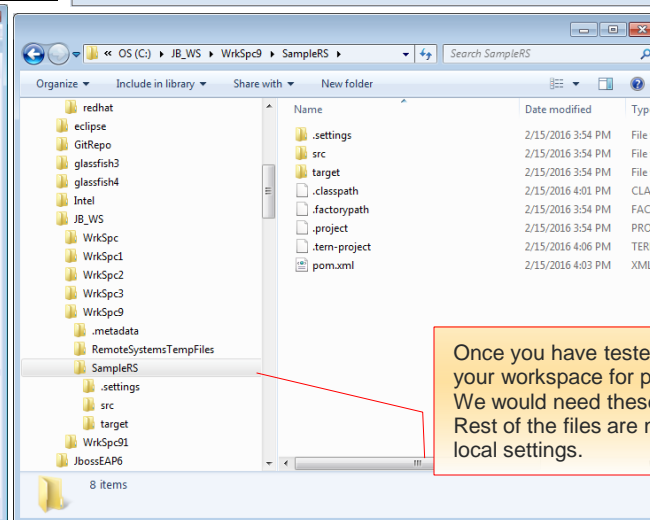 « OS (C:) ▸ JB_WS ▸ WrkSpc9 ▸ SampleRS ▸
Search SampleRS
Organize ▾ Include in library ▾ Share with ▾ New folder
redhat
eclipse
GitRepo
glassfish3
glassfish4
Intel
JB_WS
WrkSpc
WrkSpc1
WrkSpc2
WrkSpc3
WrkSpc9
.metadata
RemoteSystemsTempFiles
SampleRS
.settings
src
target
WrkSpc91
JbossEAP6
Name Date modified Typ
.settings 2/15/2016 3:54 PM File
src 2/15/2016 3:54 PM File
target 2/15/2016 3:54 PM File
.classpath 2/15/2016 4:01 PM CLA
.factorypath 2/15/2016 3:54 PM FAC
.project 2/15/2016 3:54 PM PRO
.tern-project 2/15/2016 4:06 PM TER
pom.xml 2/15/2016 4:03 PM XML
Once you have teste
your workspace for p
We would need these
Rest of the files are
local settings.
8 items